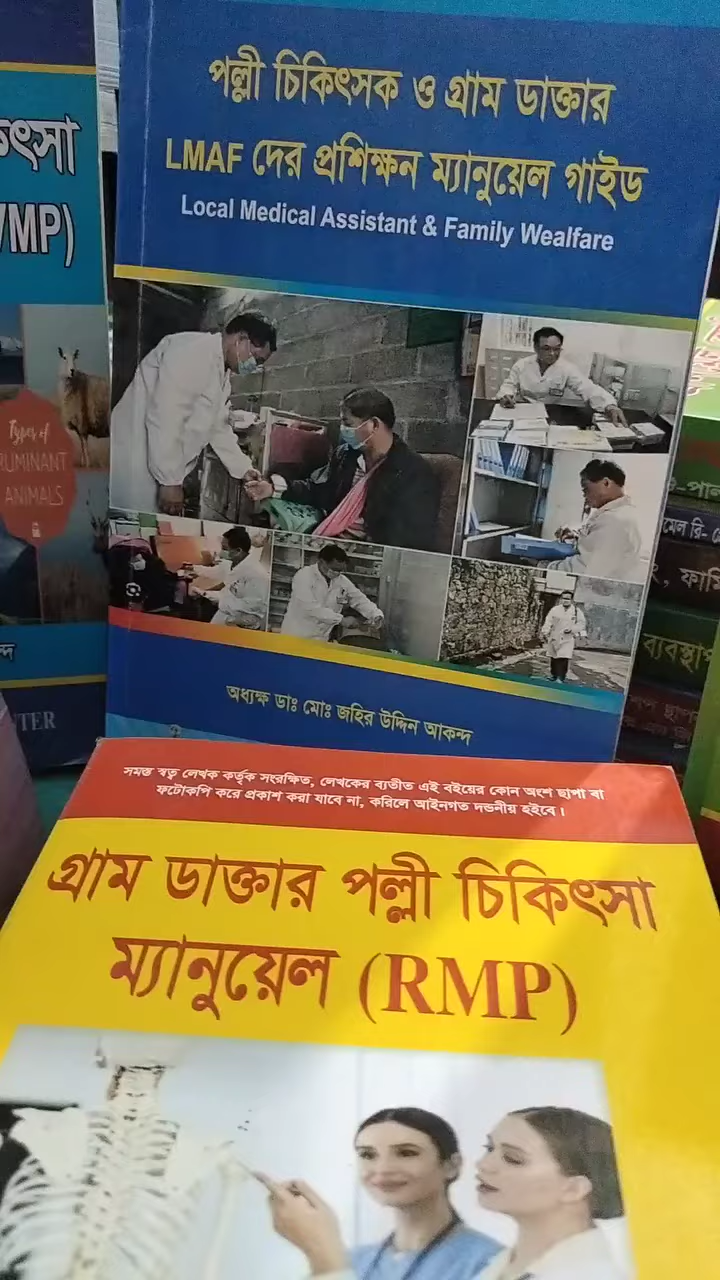 পল্লী চিকিৎসক ও গ্রাম ডাক্তার
LMAF দের প্রশিক্ষন ম্যানুয়েল গাইড
Local Medical Assistant & Family Wealfare
অধ্যক্ষ ডাঃ মোঃ জহির উদ্দিন আকন্দ
সমস্ত স্বত্ব লেখক কর্তৃক সংরক্ষিত, লেখকের ব্যতীত এই বইয়ের কোন অংশ ছাপা বা
ফটোকপি করে প্রকাশ করা যাবে না, করিলে আইনগত দন্ডনীয় হইবে।
গ্রাম ডাক্তার পল্লী চিকিৎসা
ম্যানুয়েল (RMP)
Types of
RUMINANT
ANIMALS